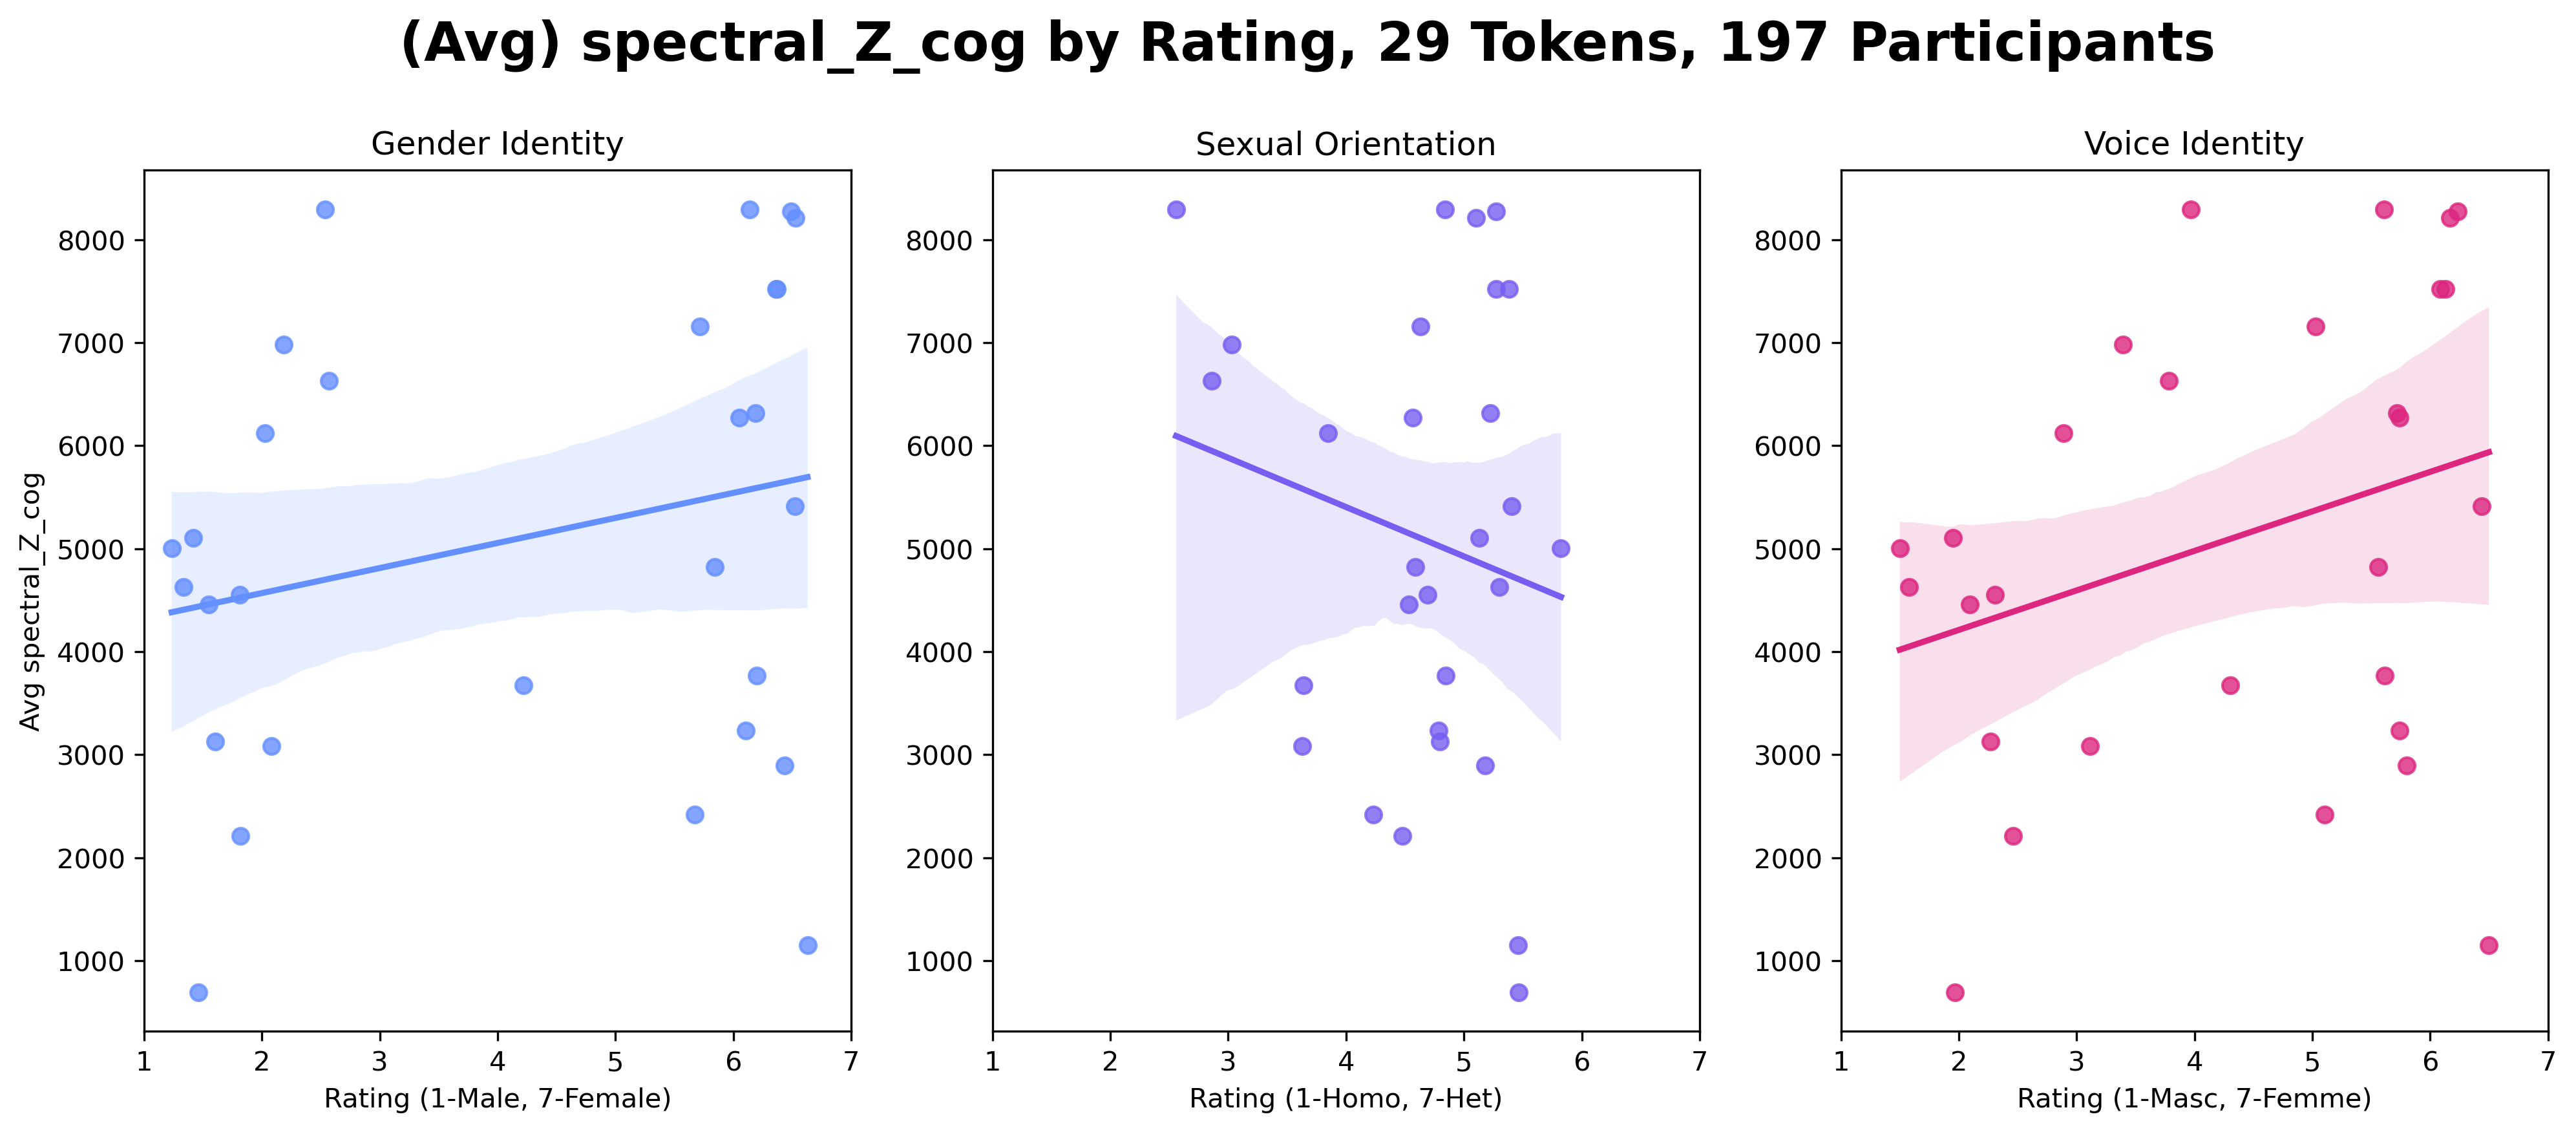 (Avg) spectral_Z_cog by Rating, 29 Tokens, 197 Participants
Gender Identity
Sexual Orientation
Voice Identity
Avg spectral_Z_cog
8000
7000
6000
5000
4000
3000
2000
1000
1 2 3 4 5 6 7
Rating (1-Male, 7-Female)
8000
7000
6000
5000
4000
3000
2000
1000
1 2 3 4 5 6 7
Rating (1-Homo, 7-Het)
8000
7000
6000
5000
4000
3000
2000
1000
1 2 3 4 5 6 7
Rating (1-Masc, 7-Femme)